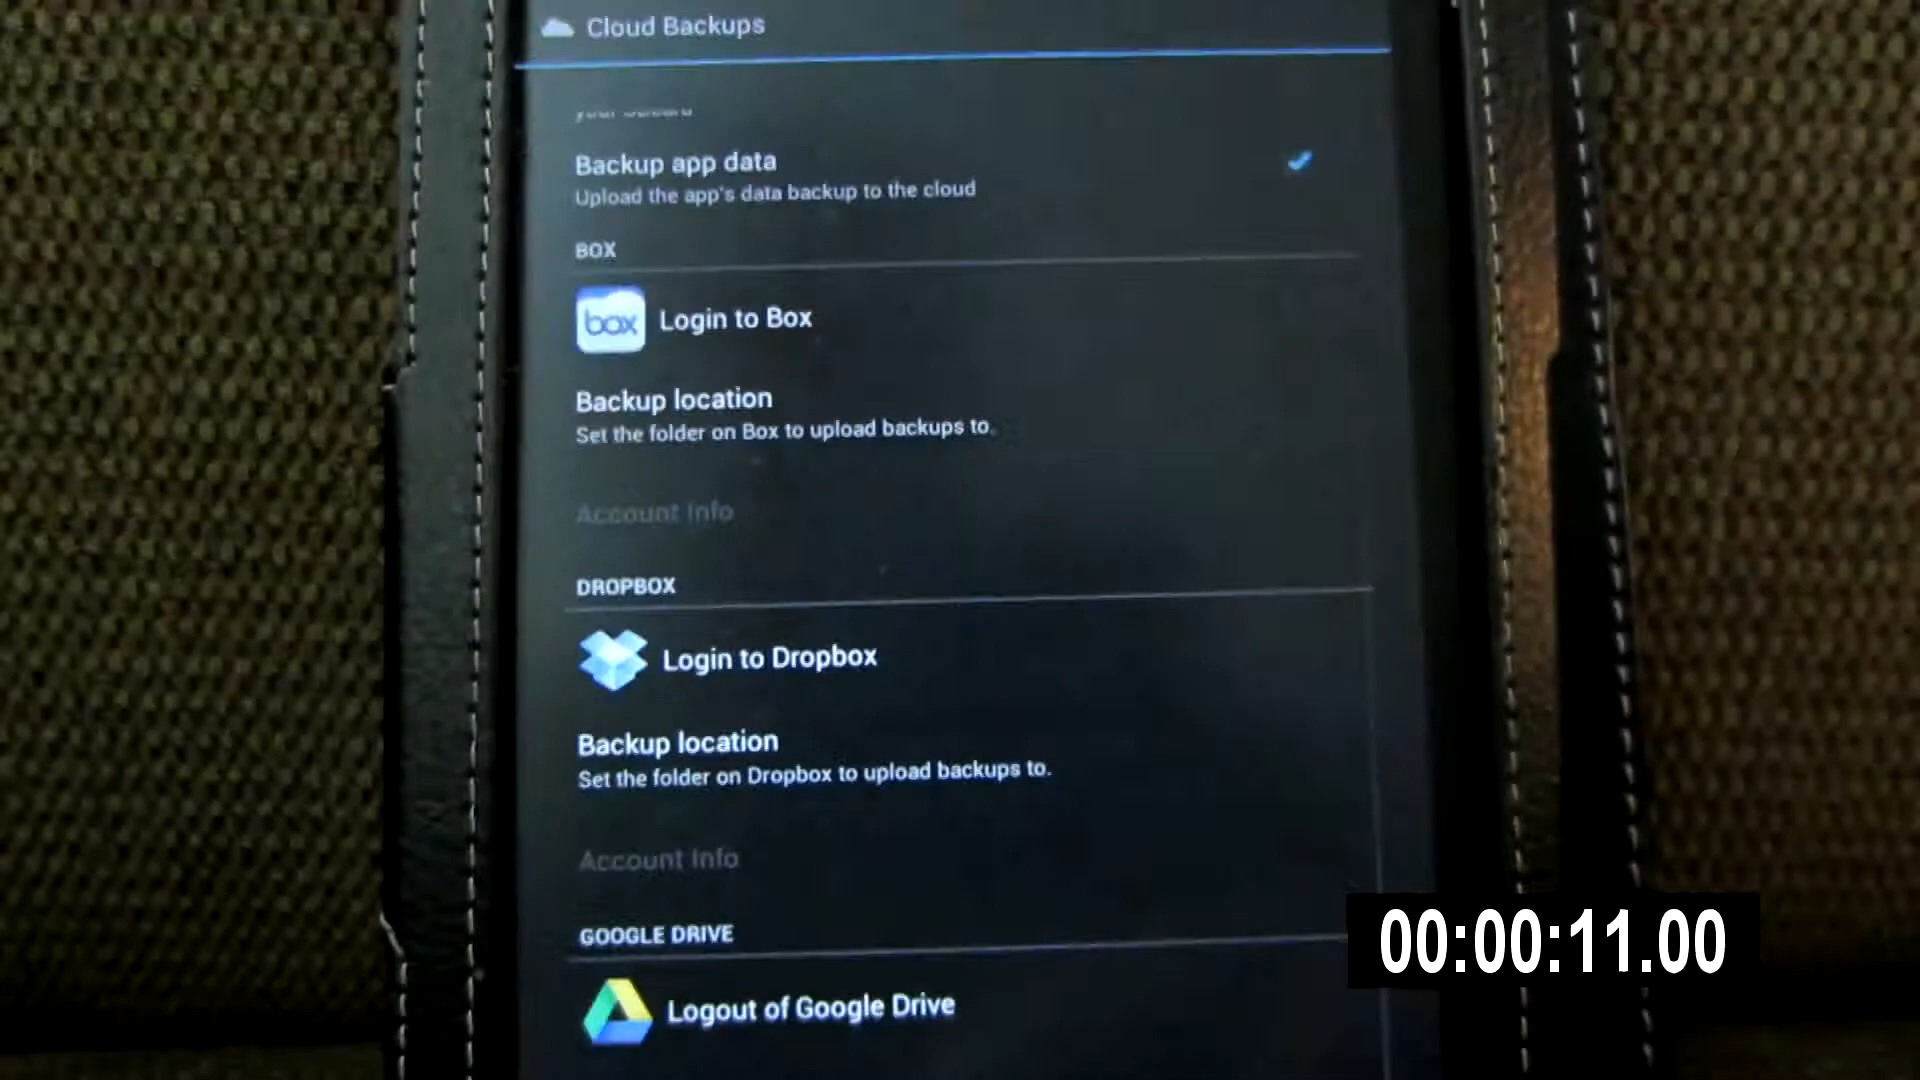 Cloud Backups
Backup app data
Upload the app's data backup to the cloud
BOX
box Login to Box
Backup location
Set the folder on Box to upload backups to.
Account Info
DROPBOX
Login to Dropbox
Backup location
Set the folder on Dropbox to upload backups to.
Account Info
GOOGLE DRIVE
00:00:11.00
Logout of Google Drive